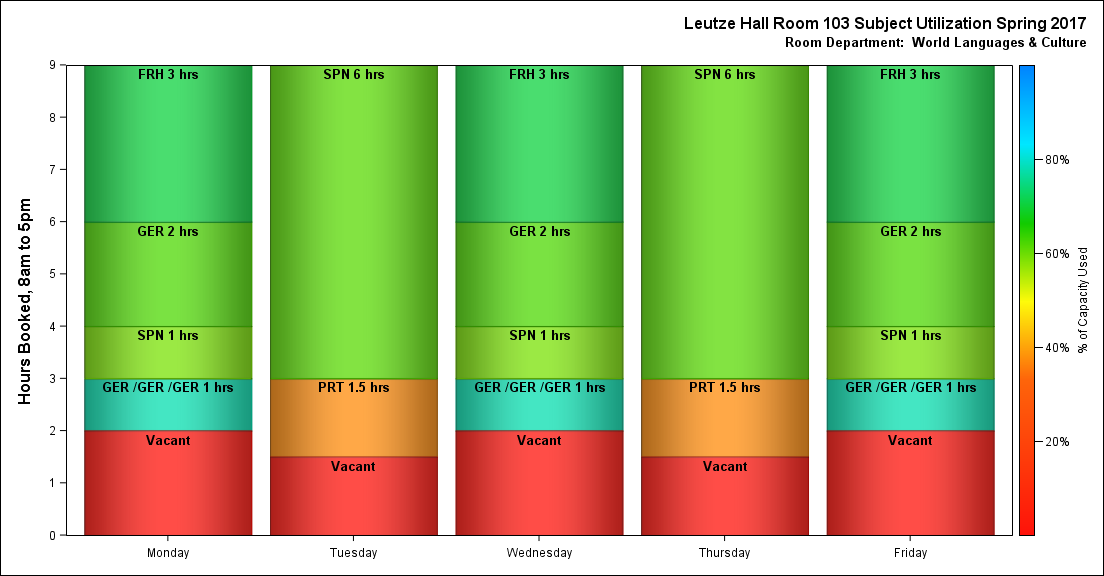 Leutze Hall Room 103 Subject Utilization Spring 2017
Room Department:  World Languages & Culture
Hours Booked, 8am to 5pm
9
8
7
6
5
4
3
2
1
0
FRH 3 hrs
GER 2 hrs
SPN 1 hrs
GER /GER /GER 1 hrs
Vacant
SPN 6 hrs
PRT 1.5 hrs
Vacant
FRH 3 hrs
GER 2 hrs
SPN 1 hrs
GER /GER /GER 1 hrs
Vacant
SPN 6 hrs
PRT 1.5 hrs
Vacant
FRH 3 hrs
GER 2 hrs
SPN 1 hrs
GER /GER /GER 1 hrs
Vacant
Monday
Tuesday
Wednesday
Thursday
Friday
80%
60%
40%
20%
% of Capacity Used